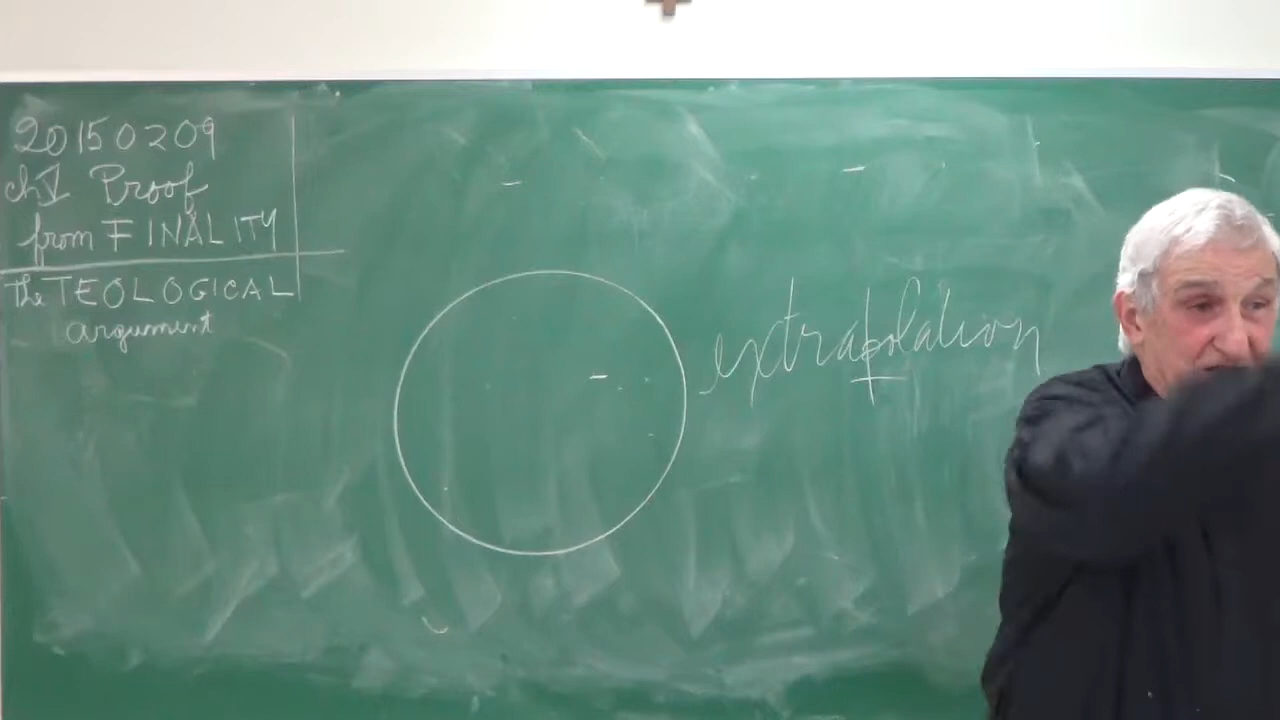 20150209
ch V Proof
from FINALITY
the TEOLOGICAL
argument
extrapolation